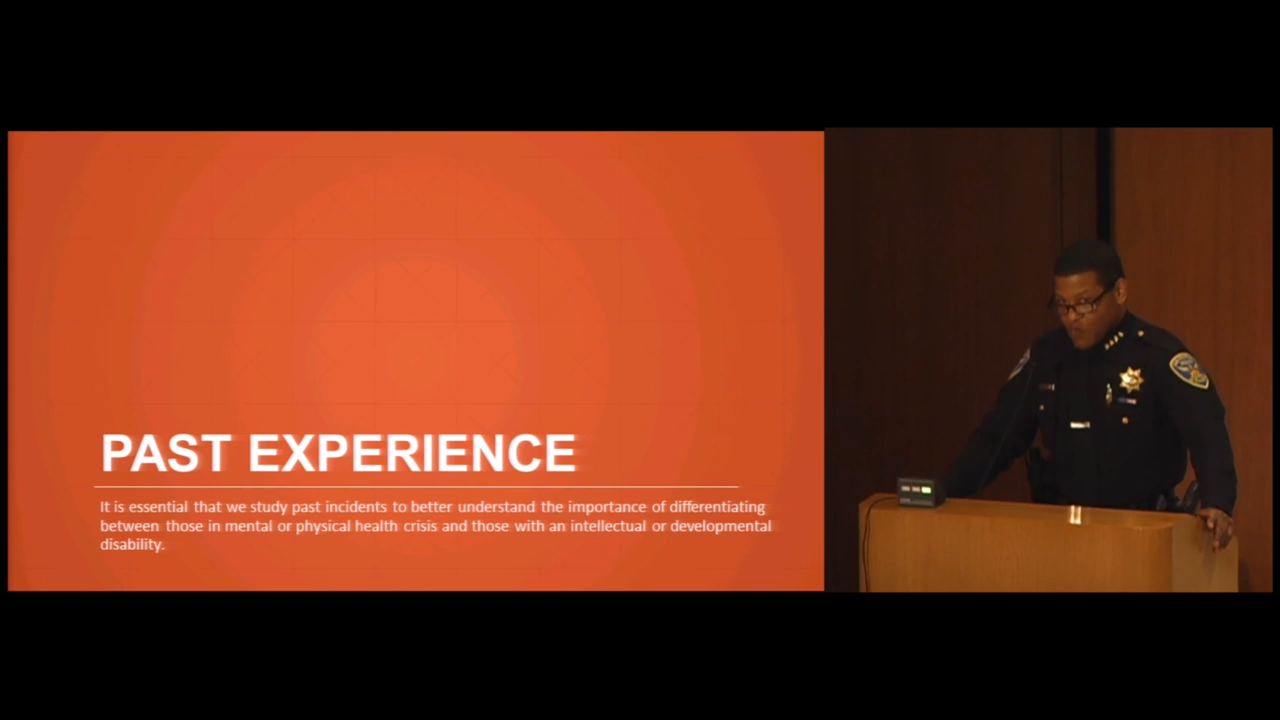 PAST EXPERIENCE
It is essential that we study past incidents to better understand the importance of differentiating
between those in mental or physical health crisis and those with an intellectual or developmental
disability.